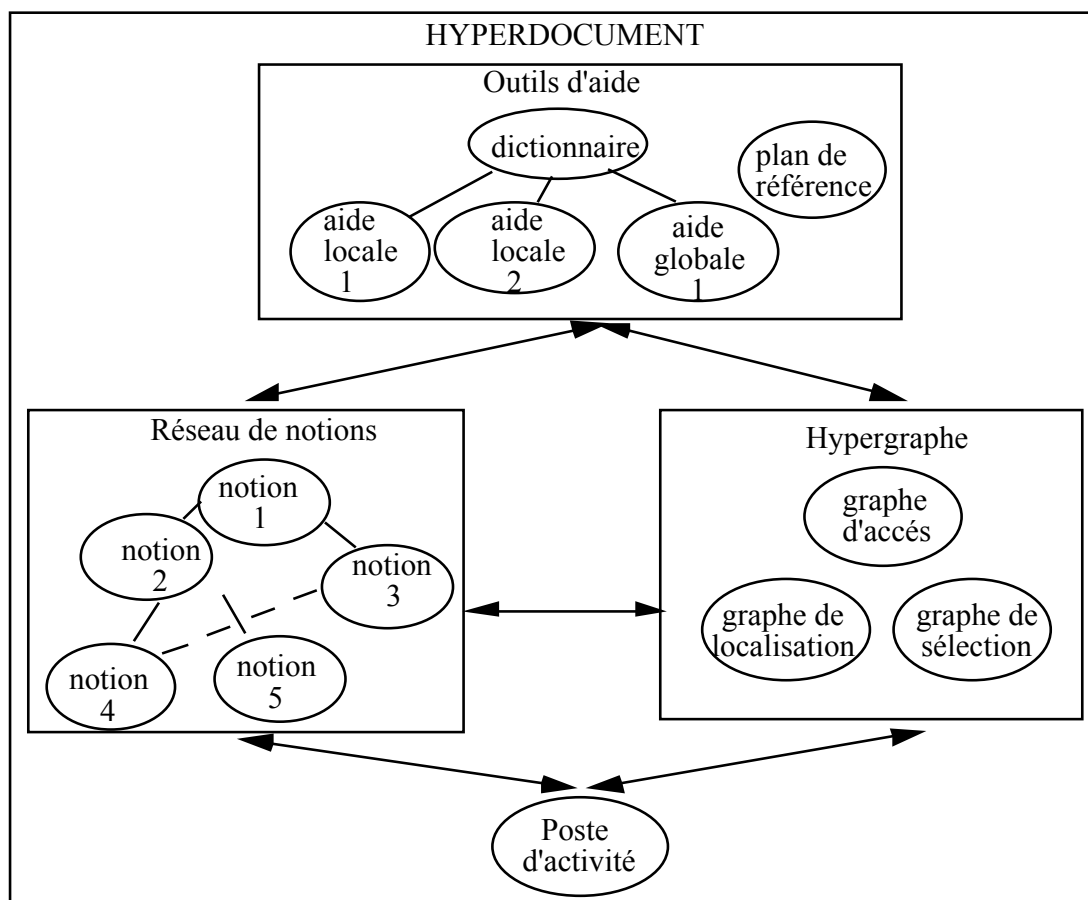 HYPERDOCUMENT
Outils d'aide
dictionnaire
plan de
référence
aide
locale
1
aide
locale
2
aide
globale
1
Réseau de notions
notion
1
notion
2
notion
3
notion
4
notion
5
Hypergraphe
graphe
d'accés
graphe de
localisation
graphe de
sélection
Poste
d'activité